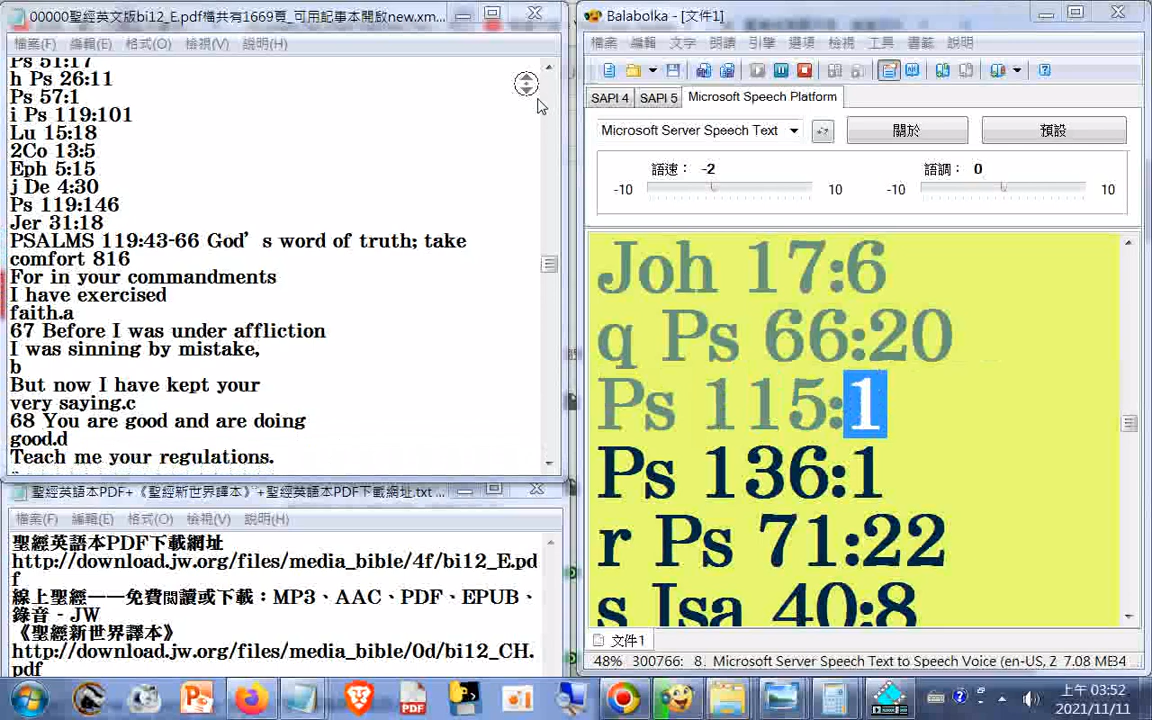 00000聖經英文版bi12_E.pdf檔共有1669頁_可用記事本開啟new.xm...
檔案(F) 編輯(E) 格式(O) 檢視(V) 說明(H)
Ps 51:17
h Ps 26:11
Ps 57:1
i Ps 119:101
Lu 15:18
2Co 13:5
Eph 5:15
j De 4:30
Ps 119:146
Jer 31:18
PSALMS 119:43-66 God’s word of truth; take
comfort 816
For in your commandments
I have exercised
faith.a
67 Before I was under affliction
I was sinning by mistake,
b
But now I have kept your
very saying.c
68 You are good and are doing
good.d
Teach me your regulations.
聖經英語本PDF+《聖經新世界譯本》+聖經英語本PDF下載網址.txt ...
檔案(F) 編輯(E) 格式(O) 檢視(V) 說明(H)
聖經英語本PDF下載網址
http://download.jw.org/files/media_bible/4f/bi12_E.pd
f
線上聖經——免費閱讀或下載：MP3、AAC、PDF、EPUB、
錄音 - JW
《聖經新世界譯本》
http://download.jw.org/files/media_bible/0d/bi12_CH.
pdf
Balabolka - [文件1]
檔案 編輯 文字 朗讀 引擎 選項 檢視 工具 書籤 說明
SAPI 4 SAPI 5 Microsoft Speech Platform
Microsoft Server Speech Text 關於 預設
語速： -2 語調： 0
-10 10 -10 10
Joh 17:6
q Ps 66:20
Ps 115:1
Ps 136:1
r Ps 71:22
s Isa 40:8
文件1
48% 300766: 8. Microsoft Server Speech Text to Speech Voice (en-US, 2 7.08 MB34
PDF
上午 03:52
2021/11/11